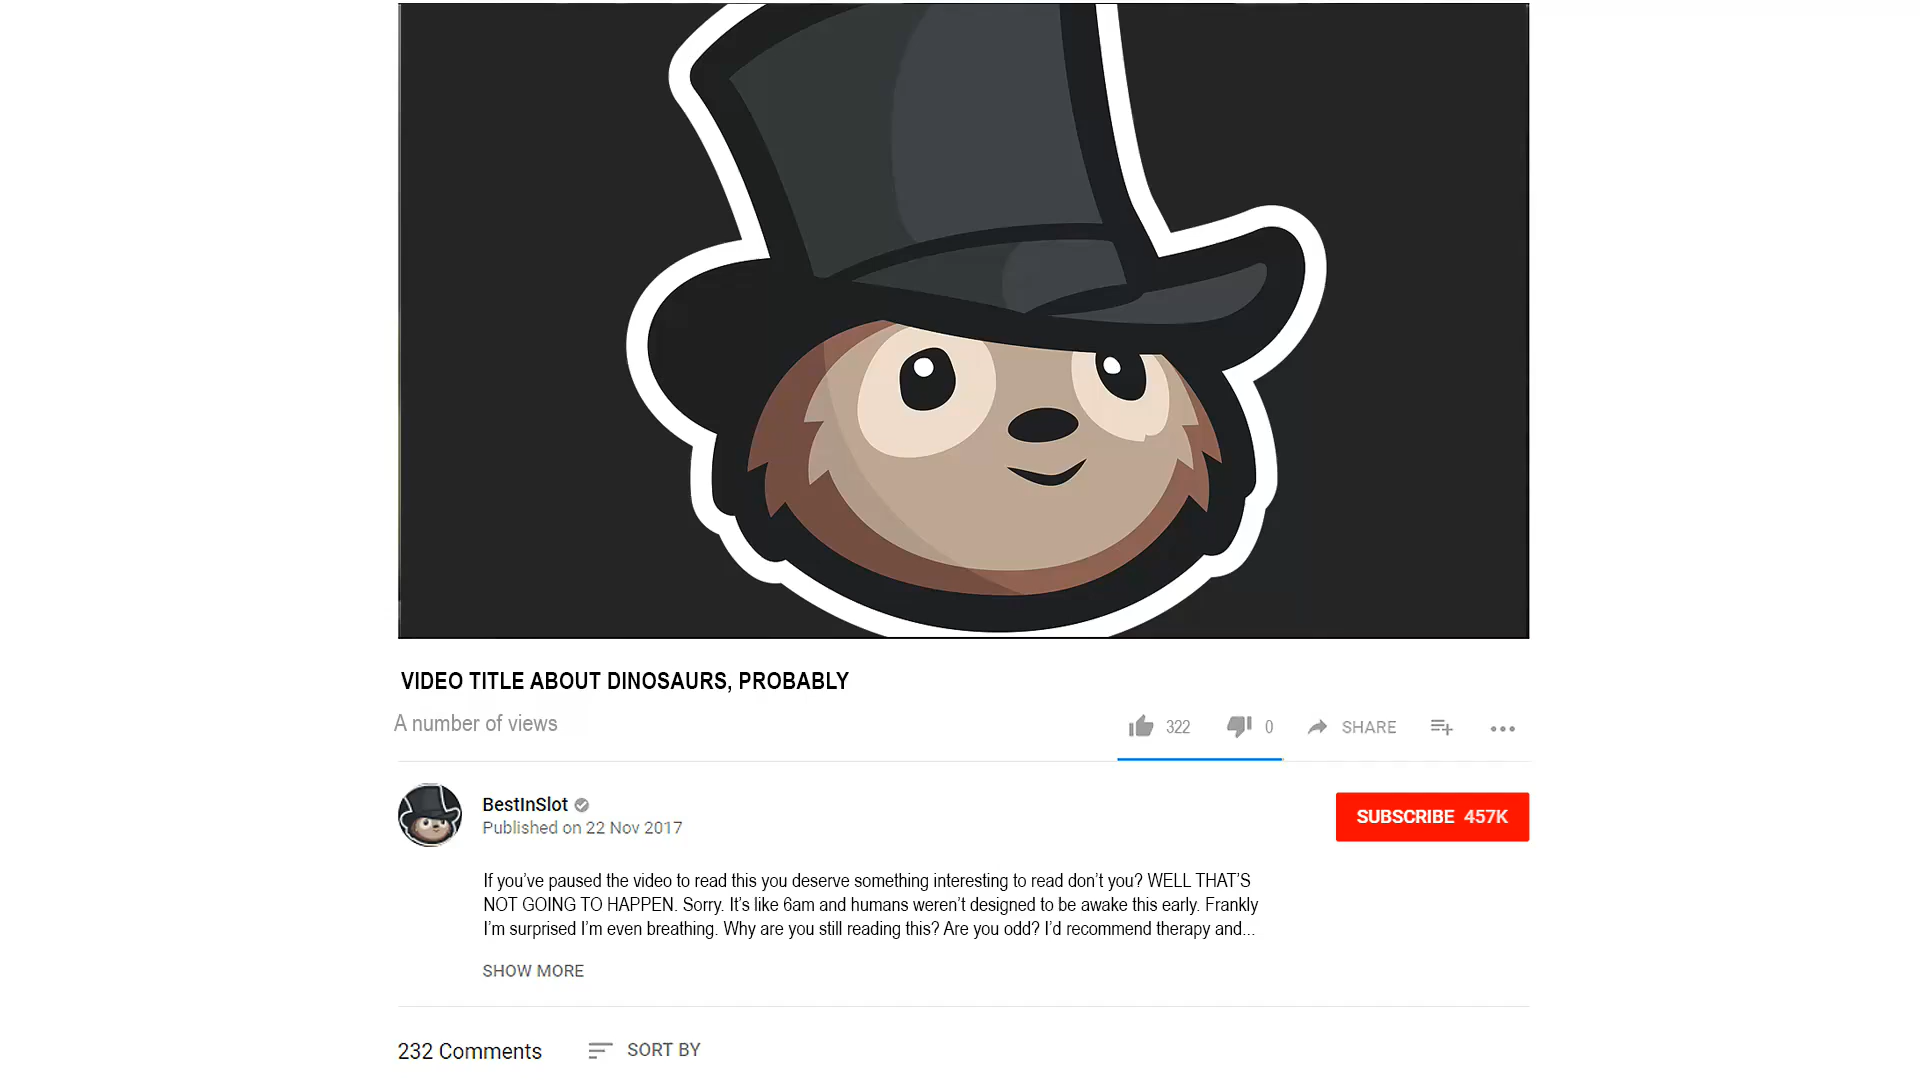 VIDEO TITLE ABOUT DINOSAURS, PROBABLY
A number of views
322 0 SHARE
BestInSlot
Published on 22 Nov 2017
SUBSCRIBE 457K
If you’ve paused the video to read this you deserve something interesting to read don’t you? WELL THAT’S
NOT GOING TO HAPPEN. Sorry. It’s like 6am and humans weren’t designed to be awake this early. Frankly
I’m surprised I’m even breathing. Why are you still reading this? Are you odd? I’d recommend therapy and...
SHOW MORE
232 Comments SORT BY